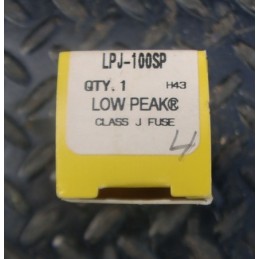 LPJ-100SP
QTY.1 H43
LOW PEAK®
CLASS J FUSE
4